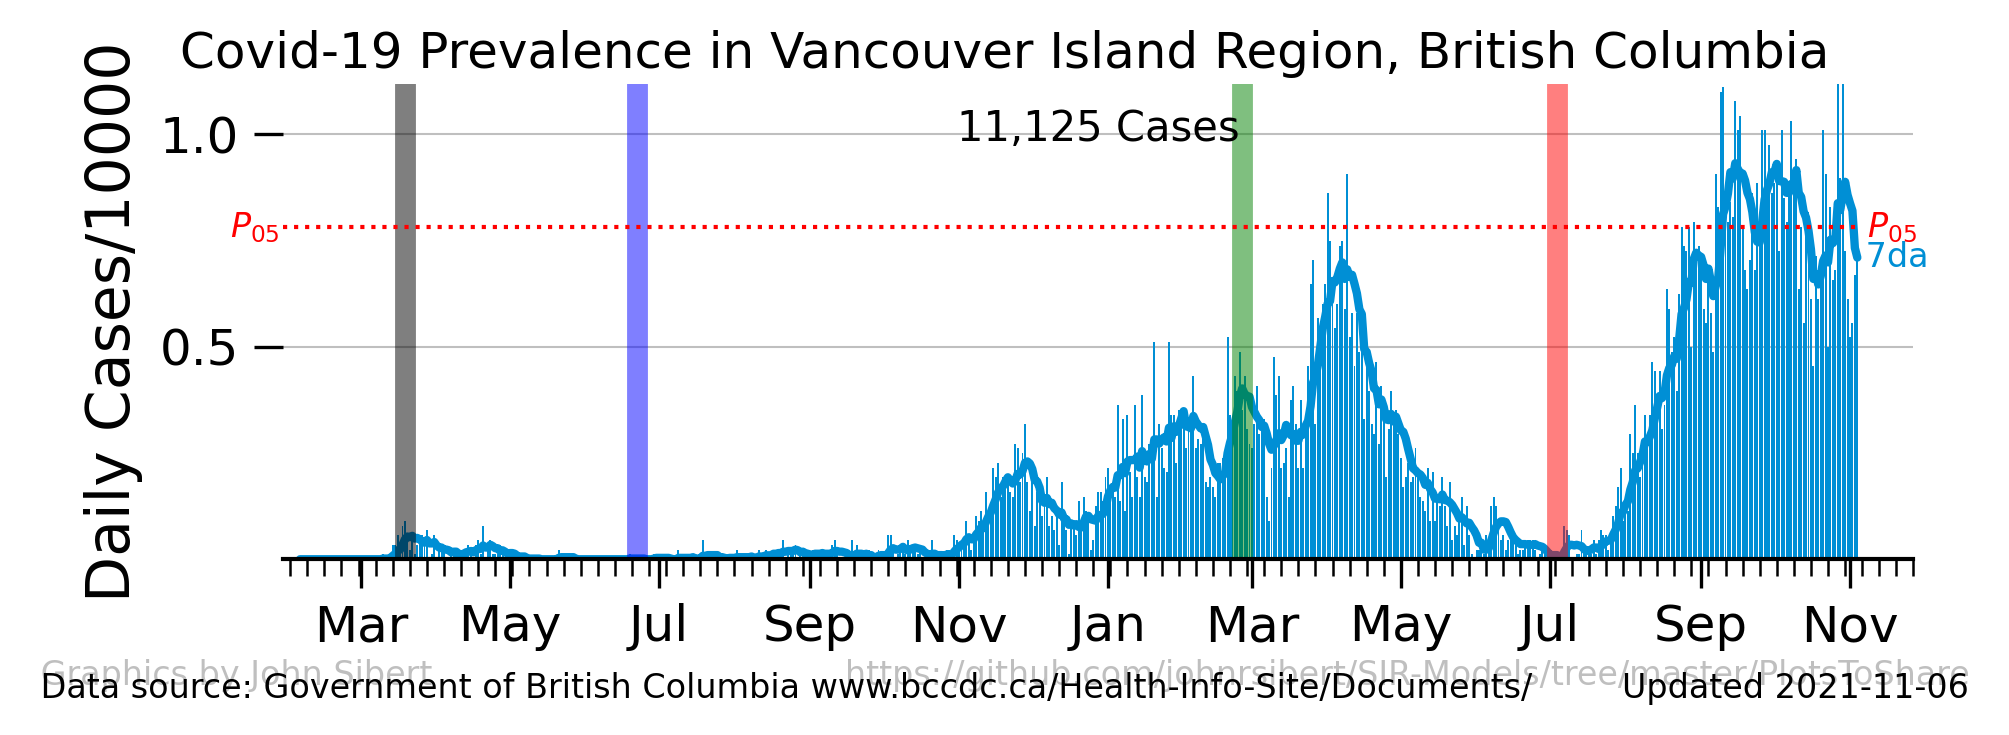 Covid-19 Prevalence in Vancouver Island Region, British Columbia
Daily Cases/10000
11,125 Cases
1.0
0.5
P05
P05
7da
Mar May Jul Sep Nov Jan Mar May Jul Sep Nov
Graphics by John Sibert https://github.com/johnrsibert/SIR-Models/tree/master/PlotsToShare
Data source: Government of British Columbia www.bccdc.ca/Health-Info-Site/Documents/ Updated 2021-11-06